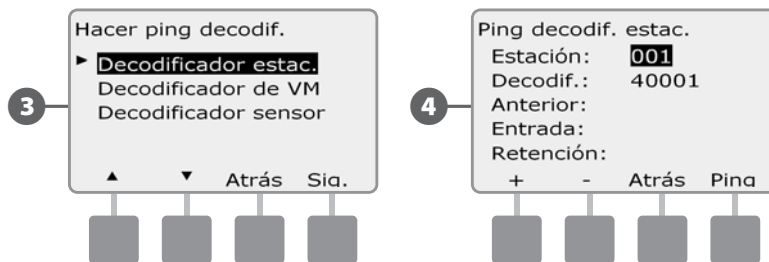 3
Hacer ping decodif.
Decodificador estac.
Decodificador de VM
Decodificador sensor
Atrás Sig.
4
Ping decodif. estac.
Estación: 001
Decodif.: 40001
Anterior:
Entrada:
Retención:
+ - Atrás Ping